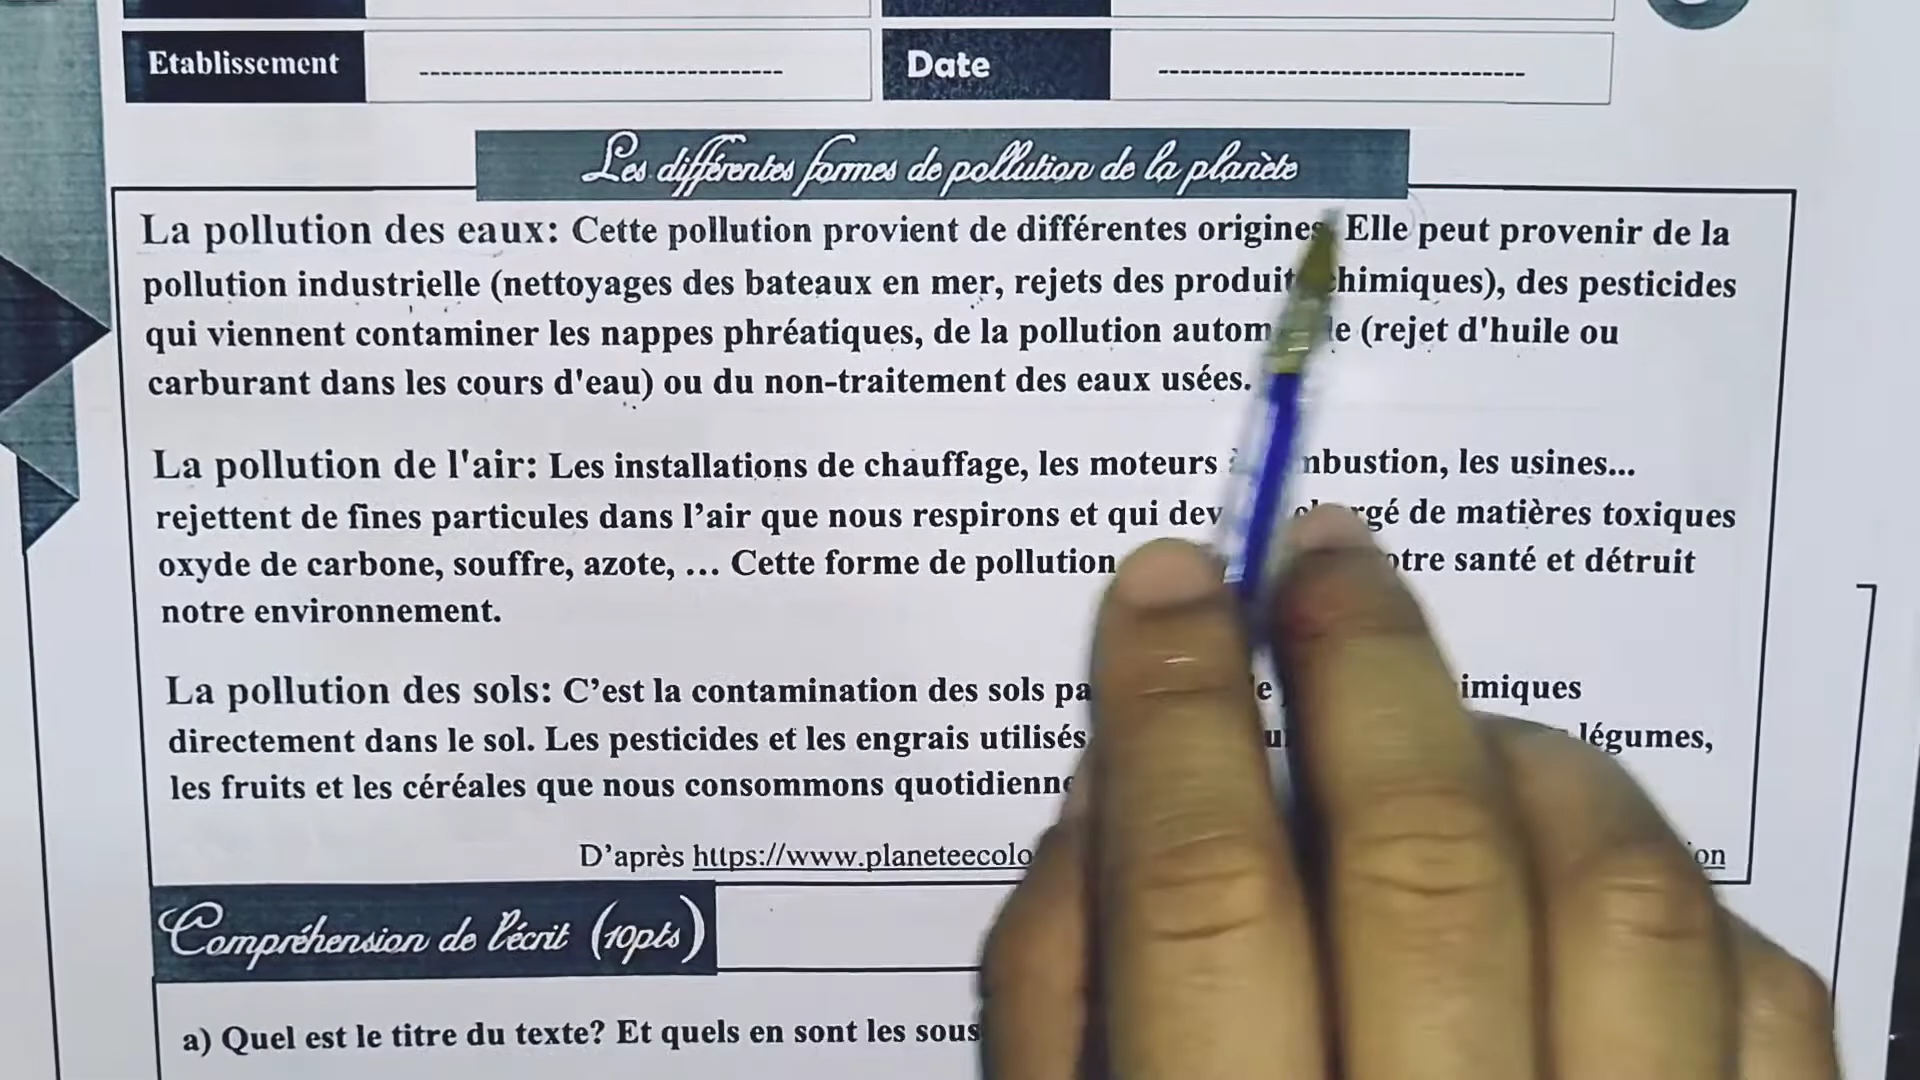 Etablissement -------------------------------- Date --------------------------------
Les différentes formes de pollution de la planète
La pollution des eaux: Cette pollution provient de différentes origines Elle peut provenir de la
pollution industrielle (nettoyages des bateaux en mer, rejets des produit himiques), des pesticides
qui viennent contaminer les nappes phréatiques, de la pollution autom le (rejet d'huile ou
carburant dans les cours d'eau) ou du non-traitement des eaux usées.
La pollution de l'air: Les installations de chauffage, les moteurs mbustion, les usines...
rejettent de fines particules dans l’air que nous respirons et qui dev rgé de matières toxiques
oxyde de carbone, souffre, azote, ... Cette forme de pollution otre santé et détruit
notre environnement.
La pollution des sols: C’est la contamination des sols pa imiques
directement dans le sol. Les pesticides et les engrais utilisés légumes,
les fruits et les céréales que nous consommons quotidienne
D’après https://www.planeteecolo on
Compréhension de l'écrit (10pts)
a) Quel est le titre du texte? Et quels en sont les sous